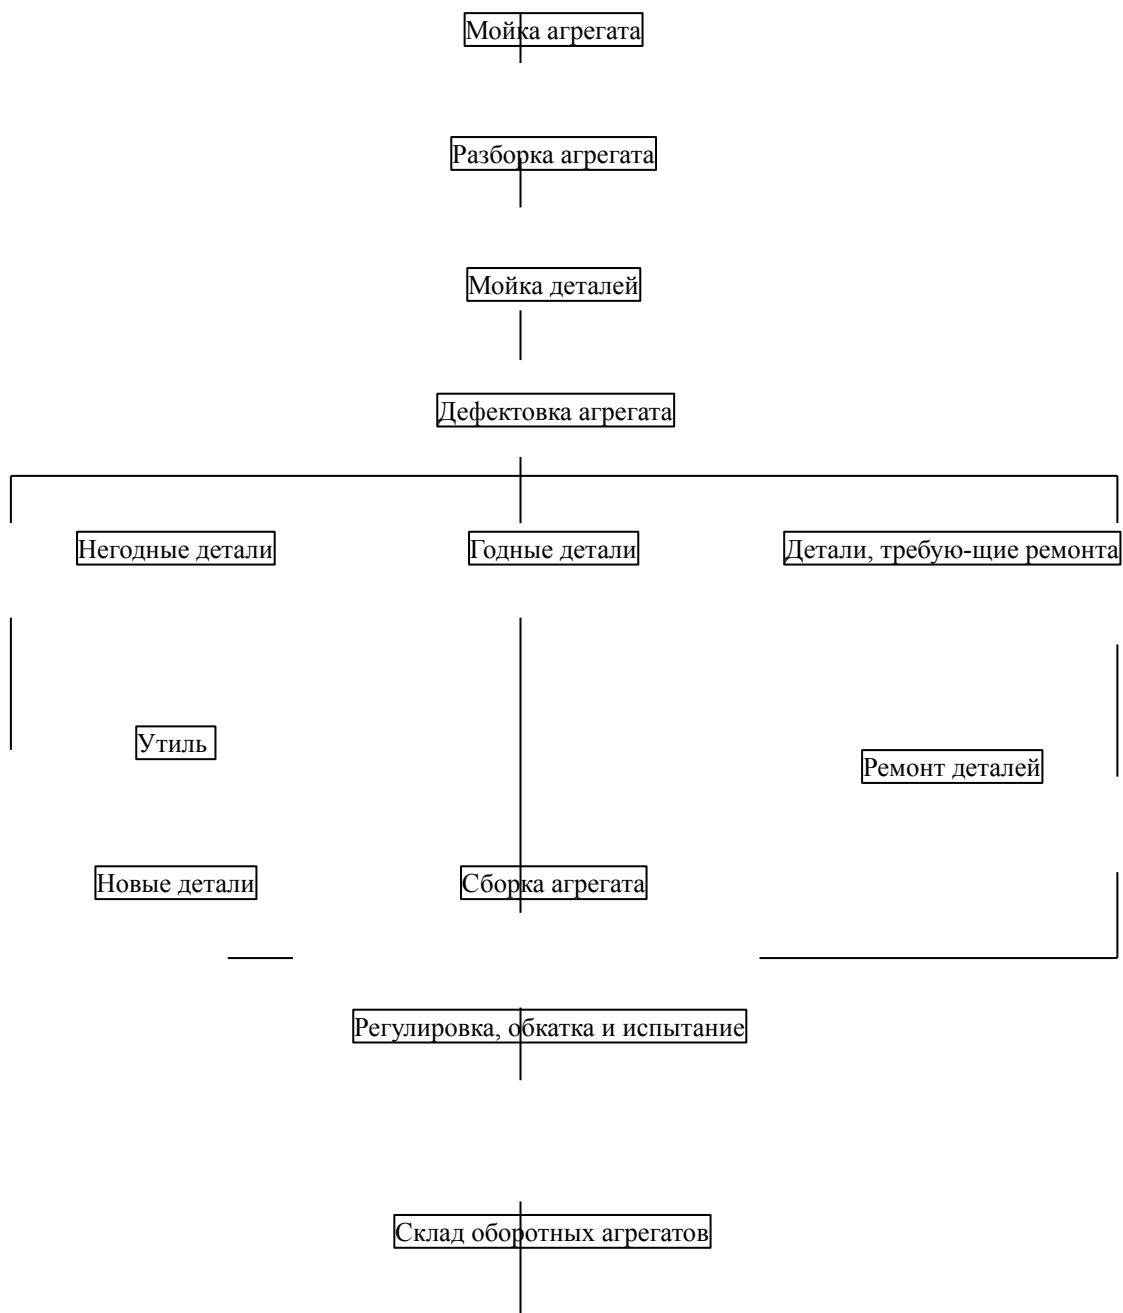 Мойка агрегата
Разборка агрегата
Мойка деталей
Дефектовка агрегата
Негодные детали
Годные детали
Детали, требую-щие ремонта
Утиль
Ремонт деталей
Новые детали
Сборка агрегата
Регулировка, обкатка и испытание
Склад оборотных агрегатов